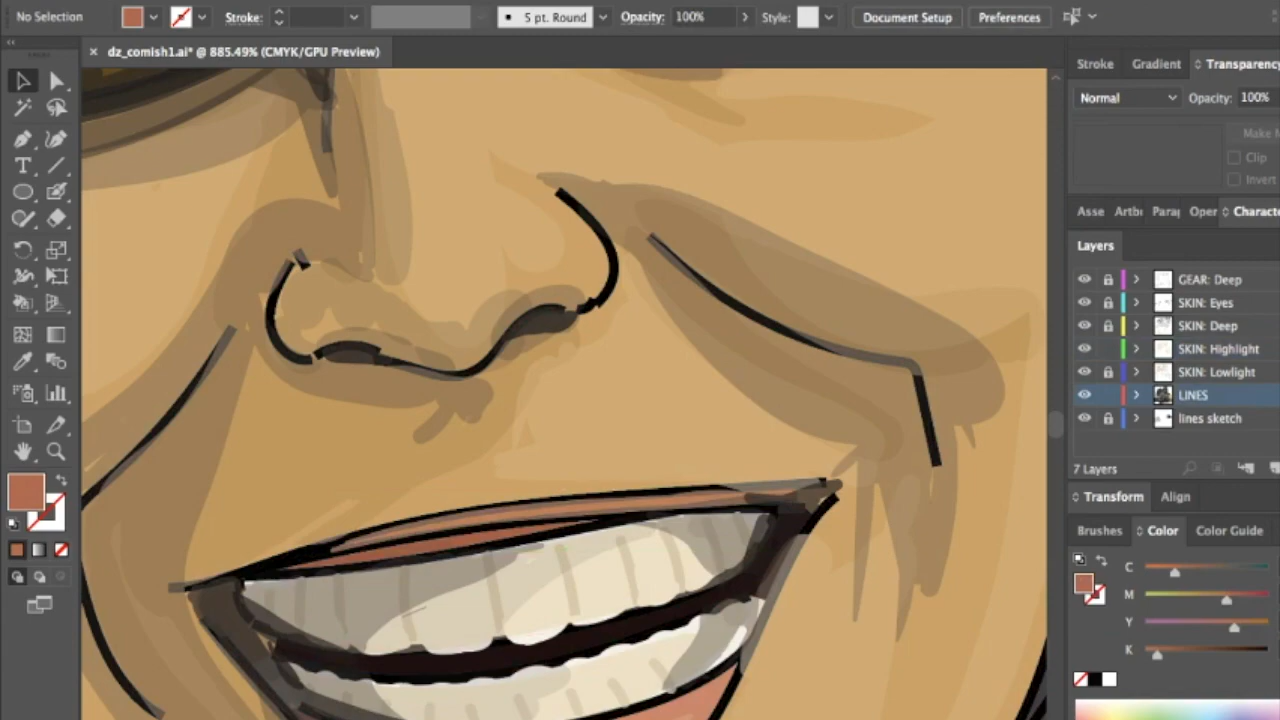 No Selection Stroke: 5 pt. Round Opacity: 100% Style: Document Setup Preferences
dz_comish1.ai* @ 885.49% (CMYK/GPU Preview)
Stroke Gradient Transparency
Normal Opacity: 100%
Make M
Clip
Invert
Asse Artb Para Oper Charact
Layers
GEAR: Deep
SKIN: Eyes
SKIN: Deep
SKIN: Highlight
SKIN: Lowlight
LINES
lines sketch
7 Layers
Transform Align
Brushes Color Color Guide
C
M
Y
K